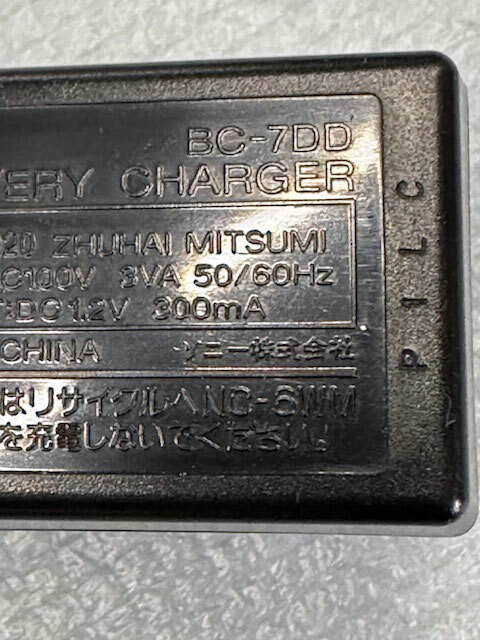 BC-7DD
ERY CHARGER
20 ZHUHAI MITSUMI
C100V 3VA 50/60Hz
T:DC1.2V 300mA
CHINA ソニー株式会社
はリサイクルへNC-6WM
を充電しないでください。
P I L C